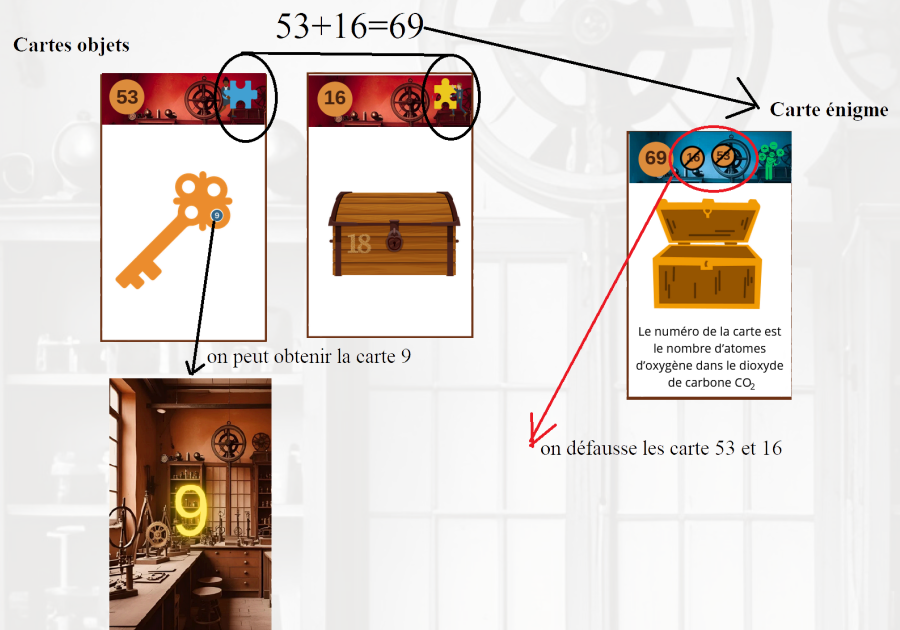 53+16=69
Cartes objets
Carte énigme
53
16
69 16 53
9
18
Le numéro de la carte est
le nombre d'atomes
d'oxygène dans le dioxyde
de carbone CO₂
on peut obtenir la carte 9
on défausse les carte 53 et 16
9